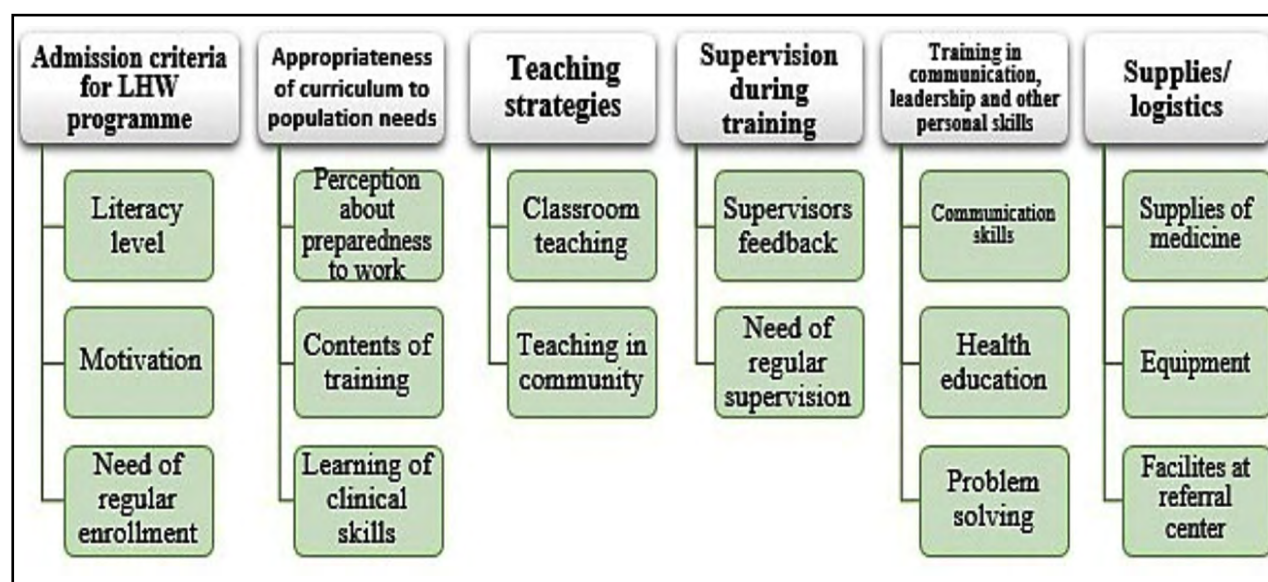 Admission criteria
for LHW
programme
Literacy
level
Motivation
Need of
regular
enrollment
Appropriateness
of curriculum to
population needs
Perception
about
preparedness
to work
Contents of
training
Learning of
clinical
skills
Teaching
strategies
Classroom
teaching
Teaching in
community
Supervision
during
training
Supervisors
feedback
Need of
regular
supervision
Training in
communication,
leadership and other
personal skills
Communication
skills
Health
education
Problem
solving
Supplies/
logistics
Supplies of
medicine
Equipment
Facilites at
referral
center